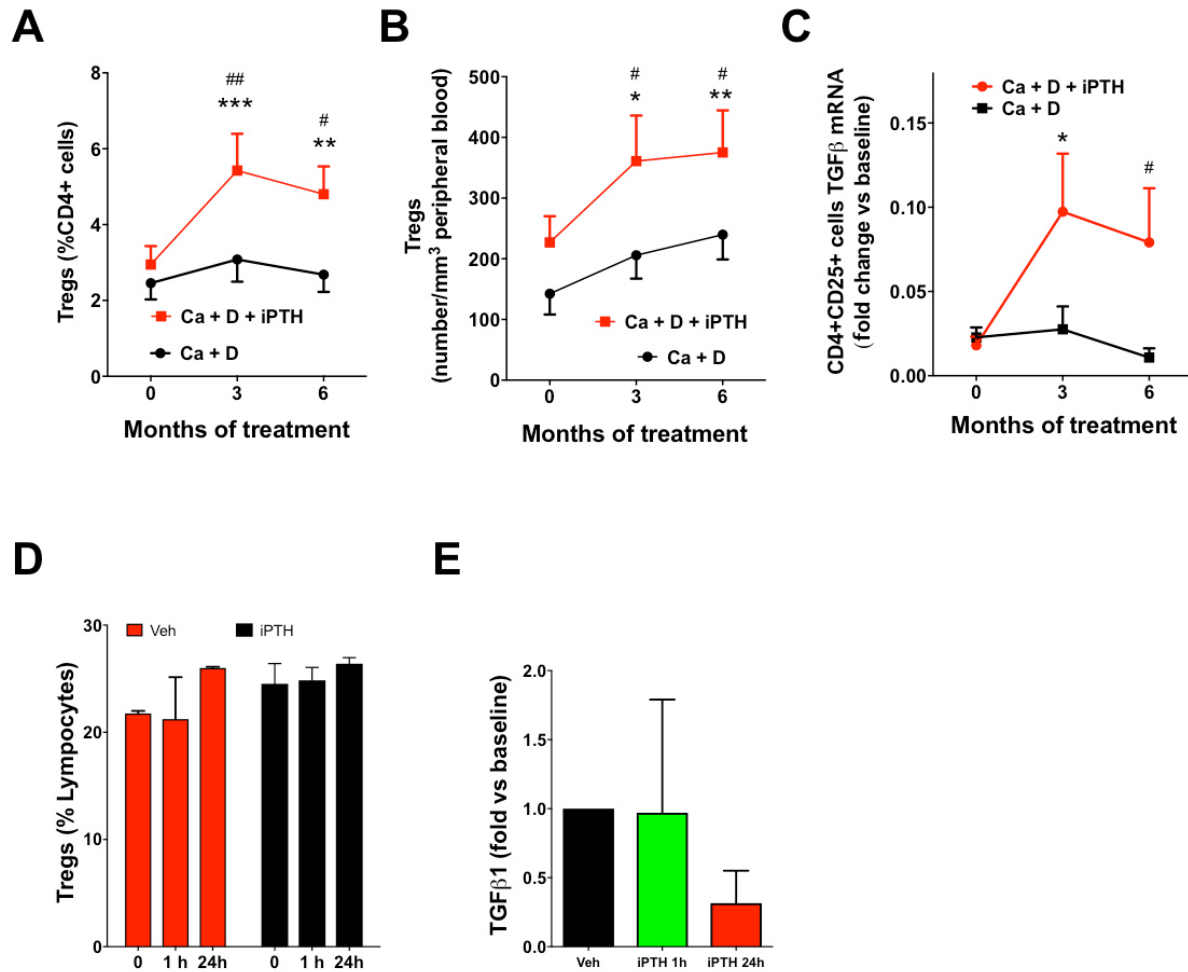 A
Tregs (%CD4+ cells)
8
6
4
2
0
##
***
#
**
Ca + D + iPTH
Ca + D
0 3 6
Months of treatment
B
Tregs
(number/mm³ peripheral blood)
500
400
300
200
100
0
#
*
#
**
Ca + D + iPTH
Ca + D
0 3 6
Months of treatment
C
CD4+CD25+ cells TGFβ mRNA
(fold change vs baseline)
0.15
0.10
0.05
0.00
Ca + D + iPTH
Ca + D
*
#
0 3 6
Months of treatment
D
Tregs (% Lympocytes)
30
20
10
0
Veh
iPTH
0 1 h 24h 0 1 h 24h
E
TGFβ1 (fold vs baseline)
2.0
1.5
1.0
0.5
0.0
Veh iPTH 1h iPTH 24h